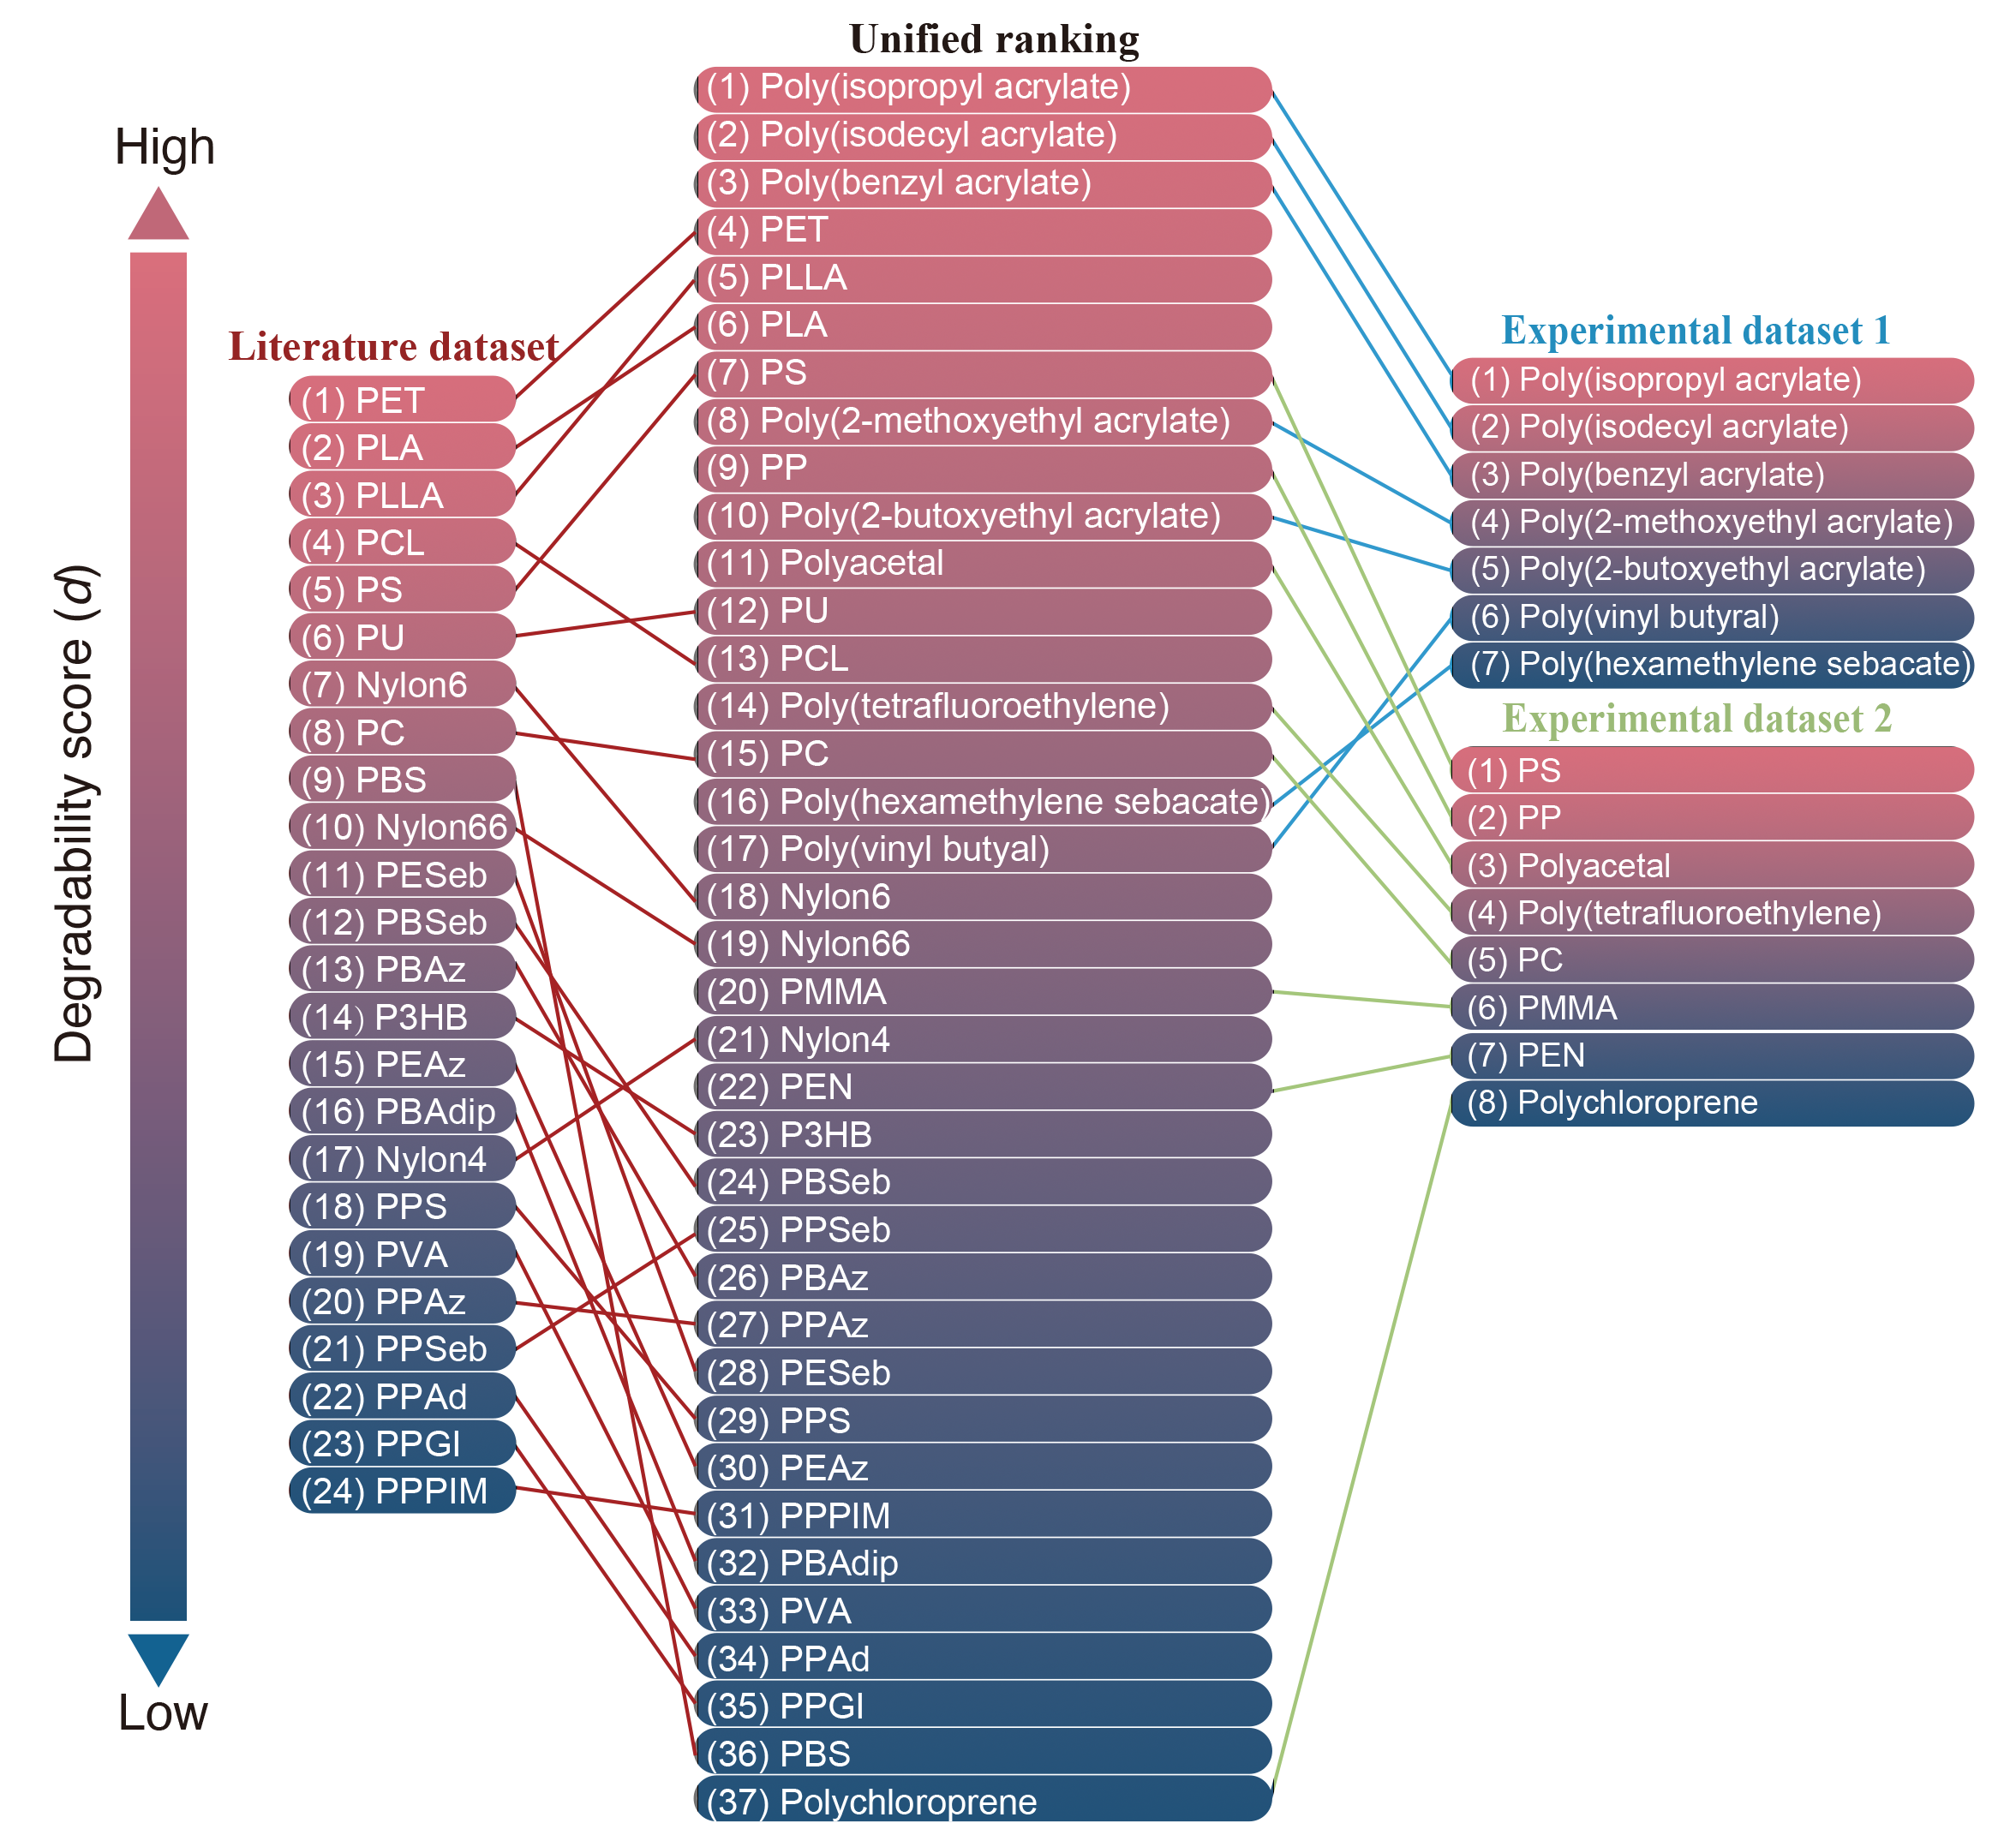 Unified ranking
High
Degradability score (d)
Low
Literature dataset
(1) PET
(2) PLA
(3) PLLA
(4) PCL
(5) PS
(6) PU
(7) Nylon6
(8) PC
(9) PBS
(10) Nylon66
(11) PESeb
(12) PBSeb
(13) PBAz
(14) P3HB
(15) PEAz
(16) PBAdip
(17) Nylon4
(18) PPS
(19) PVA
(20) PPAz
(21) PPSeb
(22) PPAd
(23) PPGl
(24) PPPIM
(1) Poly(isopropyl acrylate)
(2) Poly(isodecyl acrylate)
(3) Poly(benzyl acrylate)
(4) PET
(5) PLLA
(6) PLA
(7) PS
(8) Poly(2-methoxyethyl acrylate)
(9) PP
(10) Poly(2-butoxyethyl acrylate)
(11) Polyacetal
(12) PU
(13) PCL
(14) Poly(tetrafluoroethylene)
(15) PC
(16) Poly(hexamethylene sebacate)
(17) Poly(vinyl butyal)
(18) Nylon6
(19) Nylon66
(20) PMMA
(21) Nylon4
(22) PEN
(23) P3HB
(24) PBSeb
(25) PPSeb
(26) PBAz
(27) PPAz
(28) PESeb
(29) PPS
(30) PEAz
(31) PPPIM
(32) PBAdip
(33) PVA
(34) PPAd
(35) PPGl
(36) PBS
(37) Polychloroprene
Experimental dataset 1
(1) Poly(isopropyl acrylate)
(2) Poly(isodecyl acrylate)
(3) Poly(benzyl acrylate)
(4) Poly(2-methoxyethyl acrylate)
(5) Poly(2-butoxyethyl acrylate)
(6) Poly(vinyl butyral)
(7) Poly(hexamethylene sebacate)
Experimental dataset 2
(1) PS
(2) PP
(3) Polyacetal
(4) Poly(tetrafluoroethylene)
(5) PC
(6) PMMA
(7) PEN
(8) Polychloroprene